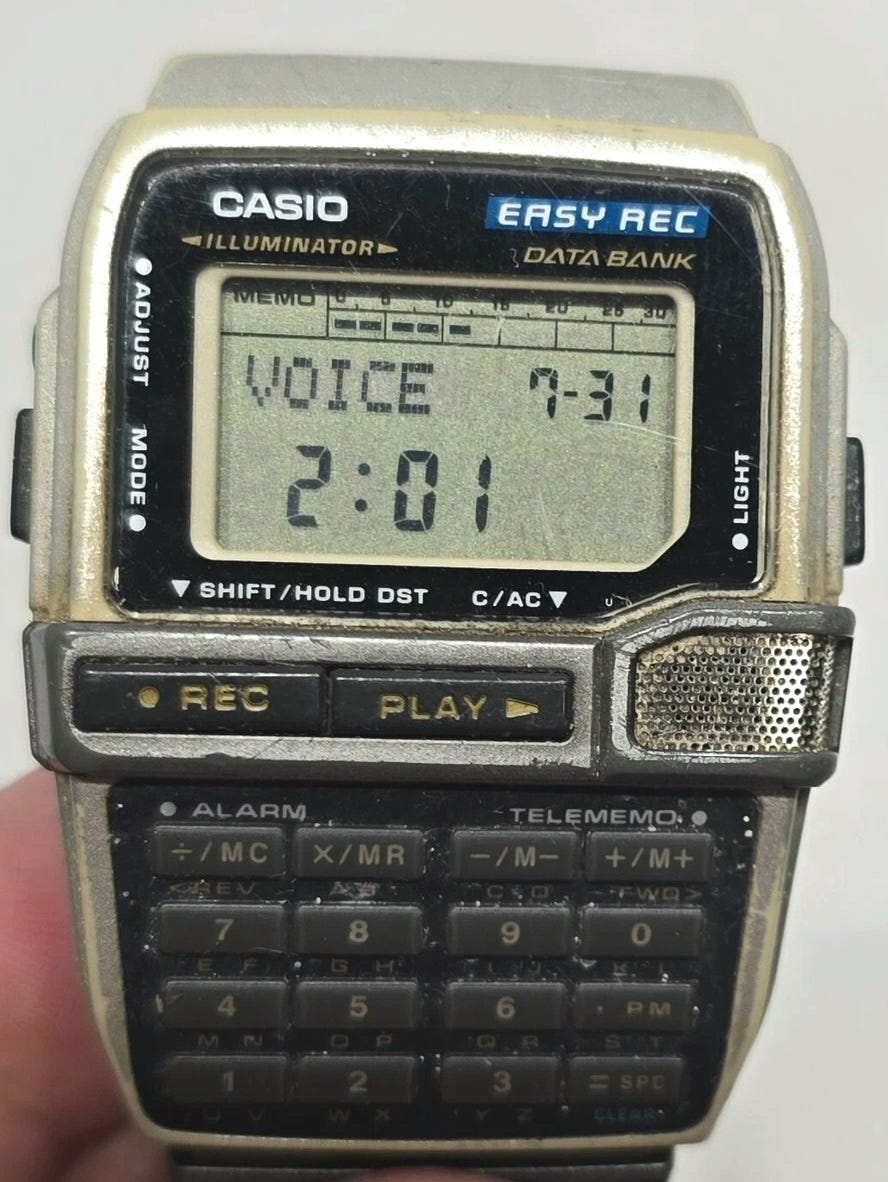 CASIO EASY REC
◄ILLUMINATOR► DATA BANK
● ADJUST
MEMO 0 5 10 15 20 25 30
VOICE 7-31
MODE ●
2:01
● LIGHT
▼ SHIFT/HOLD DST C/AC ▼
● REC PLAY ►
● ALARM TELEMEMO ●
÷/MC ×/MR −/M− +/M+
<REV A B C D FWD>
7 8 9 0
E F G H I J K L
4 5 6 · PM
M N O P Q R S T
1 2 3 = SPC
U V W X Y Z CLEAR